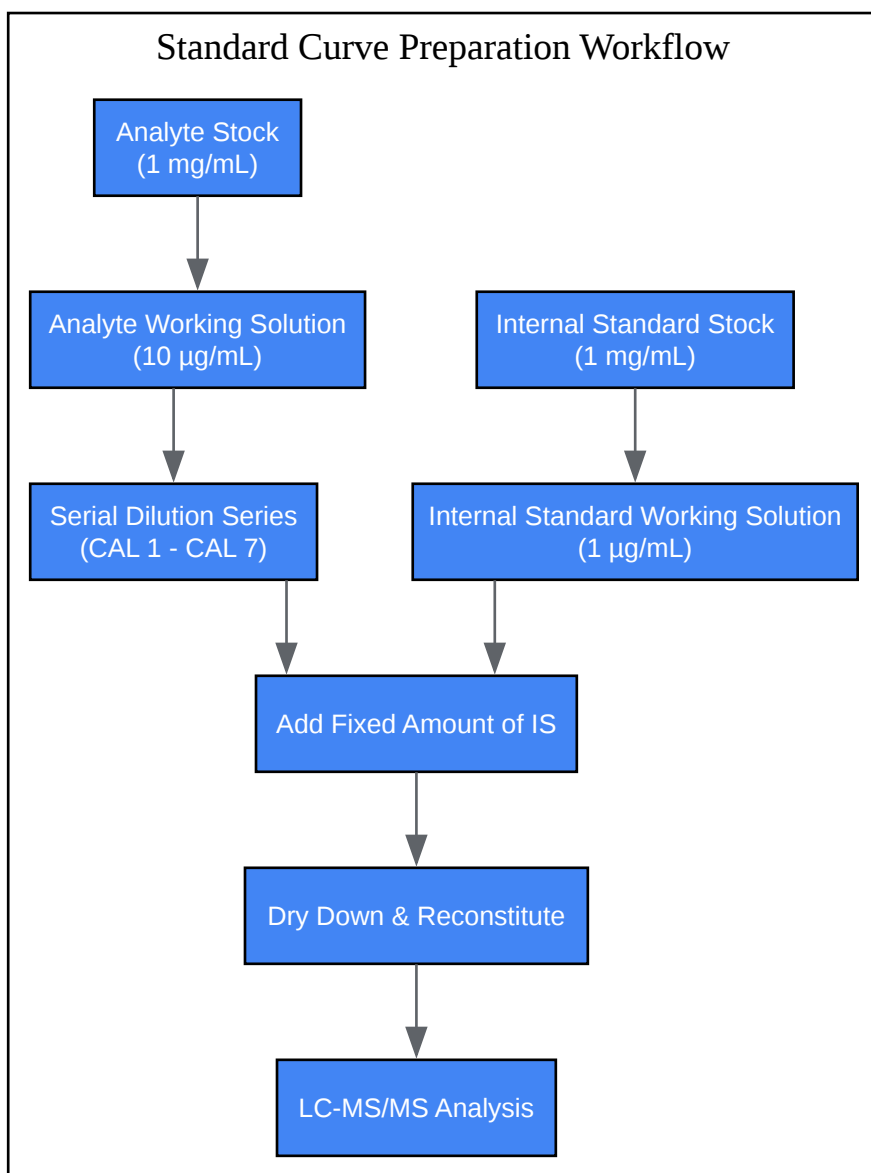 Standard Curve Preparation Workflow
Analyte Stock
(1 mg/mL)
Analyte Working Solution
(10 µg/mL)
Internal Standard Stock
(1 mg/mL)
Serial Dilution Series
(CAL 1 - CAL 7)
Internal Standard Working Solution
(1 µg/mL)
Add Fixed Amount of IS
Dry Down & Reconstitute
LC-MS/MS Analysis